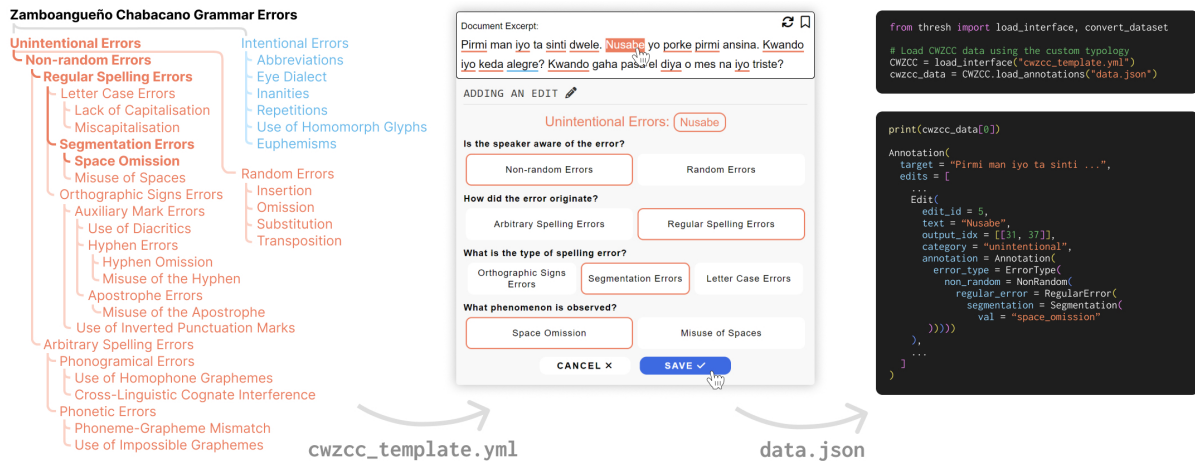 Zamboangueño Chabacano Grammar Errors
Unintentional Errors
Non-random Errors
Regular Spelling Errors
Letter Case Errors
Lack of Capitalisation
Miscapitalisation
Segmentation Errors
Space Omission
Misuse of Spaces
Orthographic Signs Errors
Auxiliary Mark Errors
Use of Diacritics
Hyphen Errors
Hyphen Omission
Misuse of the Hyphen
Apostrophe Errors
Misuse of the Apostrophe
Use of Inverted Punctuation Marks
Arbitrary Spelling Errors
Phonogramical Errors
Use of Homophone Graphemes
Cross-Linguistic Cognate Interference
Phonetic Errors
Phoneme-Grapheme Mismatch
Use of Impossible Graphemes
Intentional Errors
Abbreviations
Eye Dialect
Inanities
Repetitions
Use of Homomorph Glyphs
Euphemisms
Random Errors
Insertion
Omission
Substitution
Transposition
cwzcc_template.yml
Document Excerpt:
Pirmi man iyo ta sinti dwele. Nusabe yo porke pirmi ansina. Kwando
iyo keda alegre? Kwando gaha pasa el diya o mes na iyo triste?
ADDING AN EDIT
Unintentional Errors: Nusabe
Is the speaker aware of the error?
Non-random Errors Random Errors
How did the error originate?
Arbitrary Spelling Errors Regular Spelling Errors
What is the type of spelling error?
Orthographic Signs Errors Segmentation Errors Letter Case Errors
What phenomenon is observed?
Space Omission Misuse of Spaces
CANCEL × SAVE ✓
data.json
from thresh import load_interface, convert_dataset
# Load CWZCC data using the custom typology
CWZCC = load_interface("cwzcc_template.yml")
cwzcc_data = CWZCC.load_annotations("data.json")
print(cwzcc_data[0])
Annotation(
target = “Pirmi man iyo ta sinti ...”,
edits = [
...
Edit(
edit_id = 5,
text = “Nusabe”,
output_idx = [[31, 37]],
category = “unintentional”,
annotation = Annotation(
error_type = ErrorType(
non_random = NonRandom(
regular_error = RegularError(
segmentation = Segmentation(
val = “space_omission”
)))))
),
...
]
)